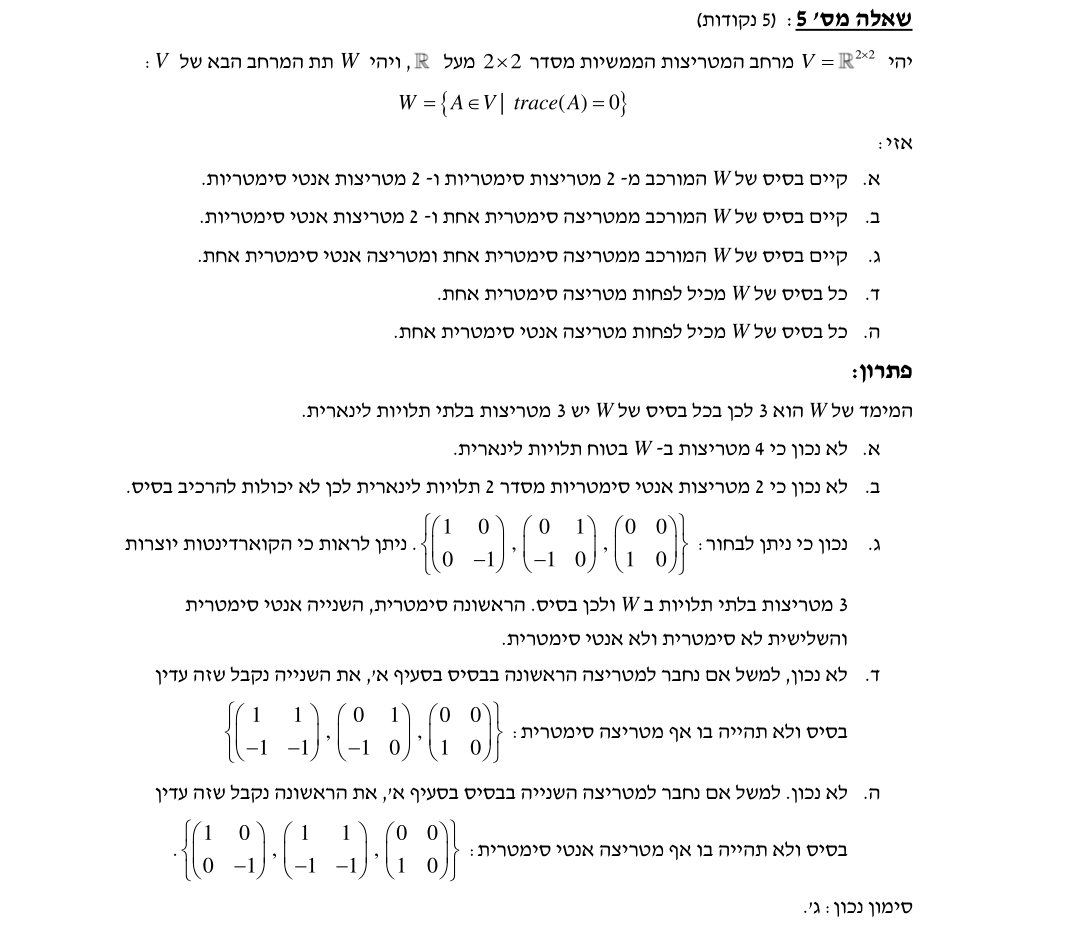 שאלה מס' 5 : (5 נקודות)
יהי V = ℝ^{2×2} מרחב המטריצות הממשיות מסדר 2×2 מעל ℝ, ויהי W תת המרחב הבא של V :
W = {A ∈ V | trace(A) = 0}
אזי :
א. קיים בסיס של W המורכב מ- 2 מטריצות סימטריות ו- 2 מטריצות אנטי סימטריות.
ב. קיים בסיס של W המורכב ממטריצה סימטרית אחת ו- 2 מטריצות אנטי סימטריות.
ג. קיים בסיס של W המורכב ממטריצה סימטרית אחת ומטריצה אנטי סימטרית אחת.
ד. כל בסיס של W מכיל לפחות מטריצה סימטרית אחת.
ה. כל בסיס של W מכיל לפחות מטריצה אנטי סימטרית אחת.
פתרון:
המימד של W הוא 3 לכן בכל בסיס של W יש 3 מטריצות בלתי תלויות לינארית.
א. לא נכון כי 4 מטריצות ב- W בטוח תלויות לינארית.
ב. לא נכון כי 2 מטריצות אנטי סימטריות מסדר 2 תלויות לינארית לכן לא יכולות להרכיב בסיס.
ג. נכון כי ניתן לבחור : {(1 0 ; 0 −1), (0 1 ; −1 0), (0 0 ; 1 0)}. ניתן לראות כי הקוארדינטות יוצרות
3 מטריצות בלתי תלויות ב W ולכן בסיס. הראשונה סימטרית, השנייה אנטי סימטרית
והשלישית לא סימטרית ולא אנטי סימטרית.
ד. לא נכון, למשל אם נחבר למטריצה הראשונה בבסיס בסעיף א', את השנייה נקבל שזה עדין
בסיס ולא תהייה בו אף מטריצה סימטרית : {(1 1 ; −1 −1), (0 1 ; −1 0), (0 0 ; 1 0)}
ה. לא נכון. למשל אם נחבר למטריצה השנייה בבסיס בסעיף א', את הראשונה נקבל שזה עדין
בסיס ולא תהייה בו אף מטריצה אנטי סימטרית : {(1 0 ; 0 −1), (1 1 ; −1 −1), (0 0 ; 1 0)}.
סימון נכון : ג'.